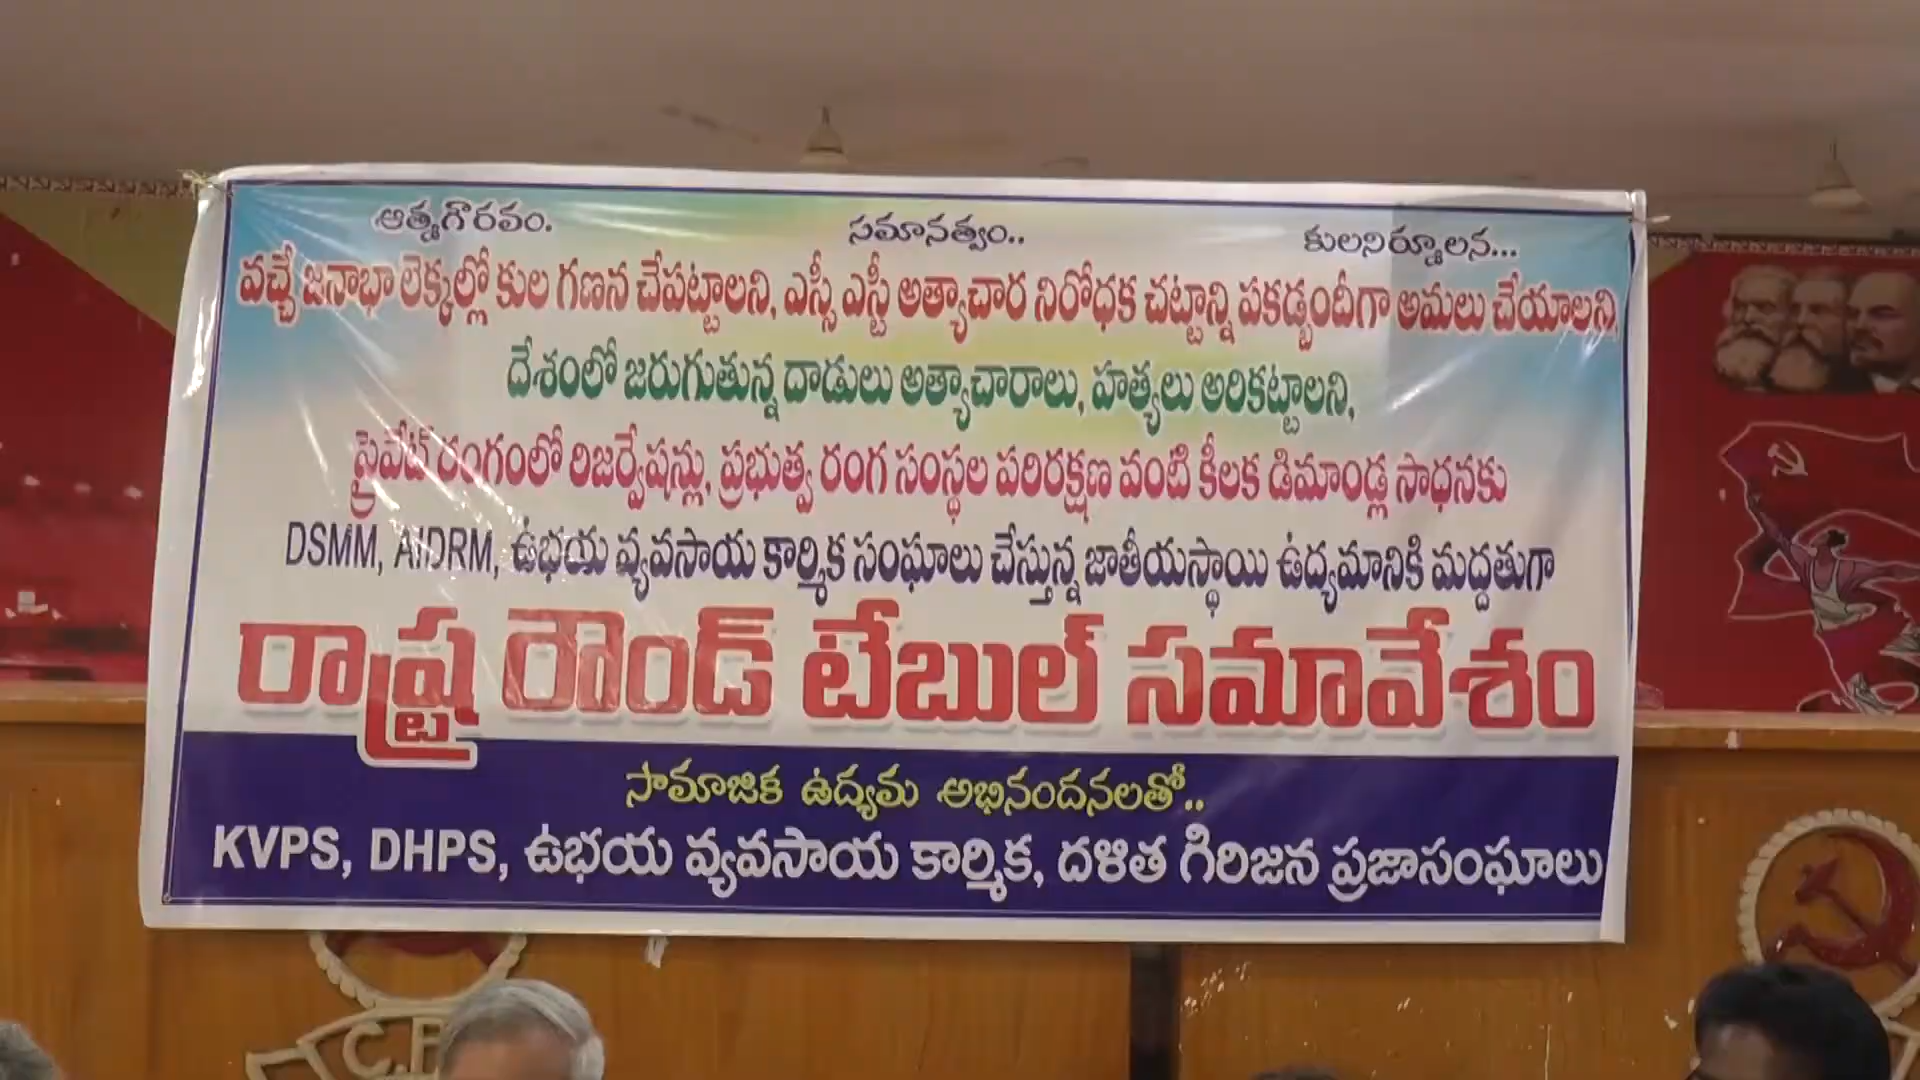 ఆత్మగౌరవం. సమానత్వం.. కులనిర్మూలన...
వచ్చే జనాభా లెక్కల్లో కుల గణన చేపట్టాలని, ఎస్సీ ఎస్టీ అత్యాచార నిరోధక చట్టాన్ని పకడ్బందీగా అమలు చేయాలని,
దేశంలో జరుగుతున్న దాడులు అత్యాచారాలు, హత్యలు అరికట్టాలని,
ప్రైవేట్ రంగంలో రిజర్వేషన్లు, ప్రభుత్వ రంగ సంస్థల పరిరక్షణ వంటి కీలక డిమాండ్ల సాధనకు
DSMM, AIDRM, ఉభయ వ్యవసాయ కార్మిక సంఘాలు చేస్తున్న జాతీయస్థాయి ఉద్యమానికి మద్దతుగా
రాష్ట్ర రౌండ్ టేబుల్ సమావేశం
సామాజిక ఉద్యమ అభినందనలతో..
KVPS, DHPS, ఉభయ వ్యవసాయ కార్మిక, దళిత గిరిజన ప్రజాసంఘాలు